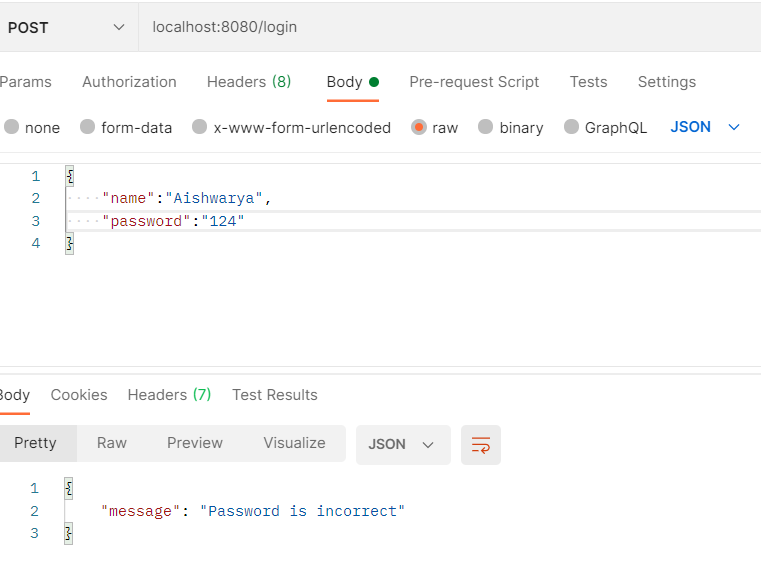 POST localhost:8080/login
Params Authorization Headers (8) Body Pre-request Script Tests Settings
none form-data x-www-form-urlencoded raw binary GraphQL JSON
1 {
2 "name":"Aishwarya",
3 "password":"124"
4 }
Body Cookies Headers (7) Test Results
Pretty Raw Preview Visualize JSON
1 {
2 "message": "Password is incorrect"
3 }